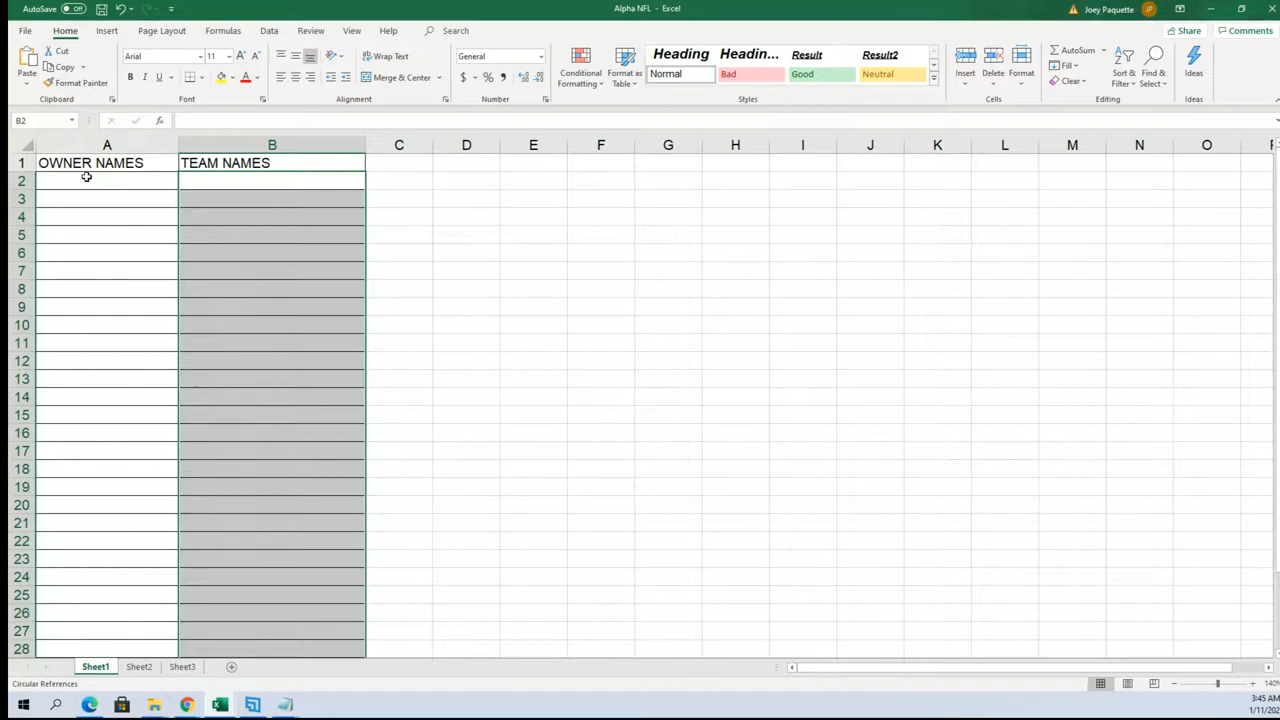 AutoSave Off
Alpha NFL - Excel
Joey Paquette JP
File Home Insert Page Layout Formulas Data Review View Help Search Share Comments
Paste Cut Copy Format Painter Clipboard
Arial 11 A A B I U A Font
Wrap Text Merge & Center Alignment
General $ % , Number
Conditional Formatting Format as Table
Heading Headin... Result Result2
Normal Bad Good Neutral
Styles
Insert Delete Format Cells
AutoSum Fill Clear Sort & Filter Find & Select Editing
Ideas Ideas
B2 fx
A B C D E F G H I J K L M N O
1 OWNER NAMES TEAM NAMES
2
3
4
5
6
7
8
9
10
11
12
13
14
15
16
17
18
19
20
21
22
23
24
25
26
27
28
Sheet1 Sheet2 Sheet3
Circular References 140%
3:45 AM
1/11/202